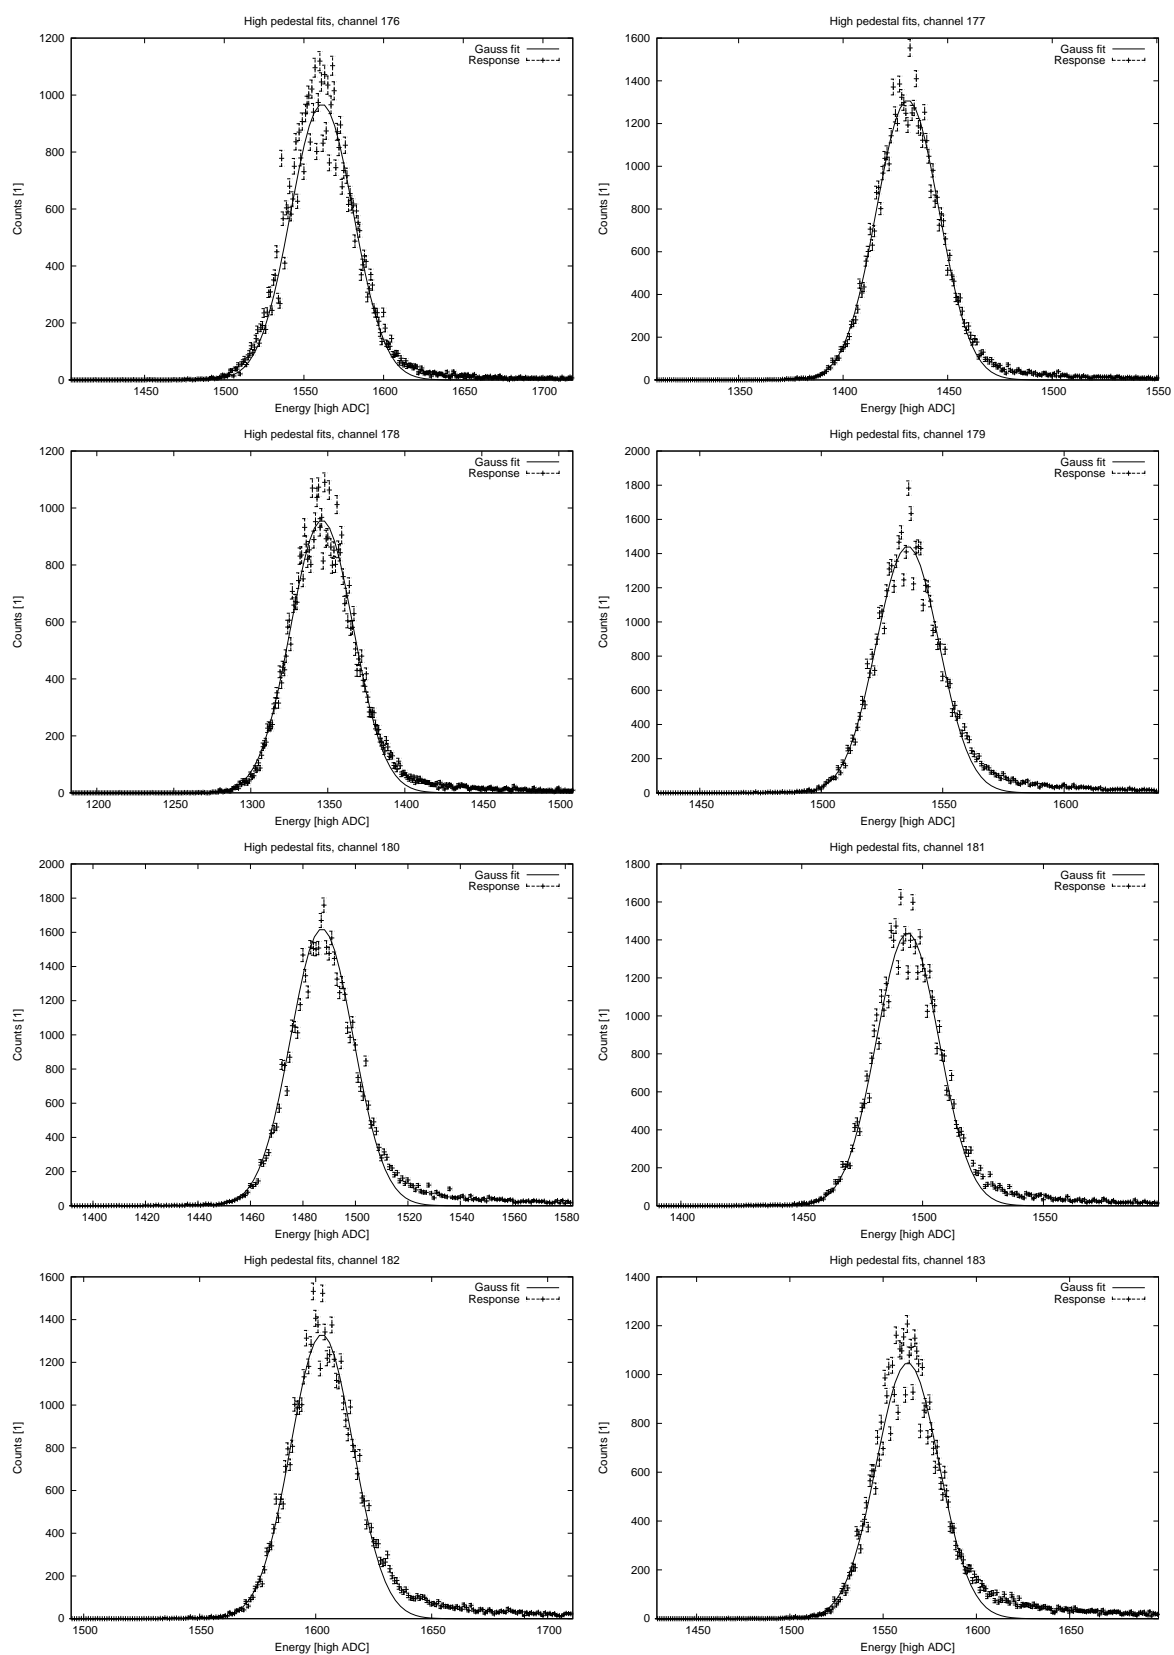 High pedestal fits, channel 176
Gauss fit
Response
Counts [1]
0
200
400
600
800
1000
1200
1450
1500
1550
1600
1650
1700
Energy [high ADC]
High pedestal fits, channel 177
Gauss fit
Response
Counts [1]
0
200
400
600
800
1000
1200
1400
1600
1350
1400
1450
1500
1550
Energy [high ADC]
High pedestal fits, channel 178
Gauss fit
Response
Counts [1]
0
200
400
600
800
1000
1200
1200
1250
1300
1350
1400
1450
1500
Energy [high ADC]
High pedestal fits, channel 179
Gauss fit
Response
Counts [1]
0
200
400
600
800
1000
1200
1400
1600
1800
2000
1450
1500
1550
1600
Energy [high ADC]
High pedestal fits, channel 180
Gauss fit
Response
Counts [1]
0
200
400
600
800
1000
1200
1400
1600
1800
2000
1400
1420
1440
1460
1480
1500
1520
1540
1560
1580
Energy [high ADC]
High pedestal fits, channel 181
Gauss fit
Response
Counts [1]
0
200
400
600
800
1000
1200
1400
1600
1800
1400
1450
1500
1550
Energy [high ADC]
High pedestal fits, channel 182
Gauss fit
Response
Counts [1]
0
200
400
600
800
1000
1200
1400
1600
1500
1550
1600
1650
1700
Energy [high ADC]
High pedestal fits, channel 183
Gauss fit
Response
Counts [1]
0
200
400
600
800
1000
1200
1400
1450
1500
1550
1600
1650
Energy [high ADC]